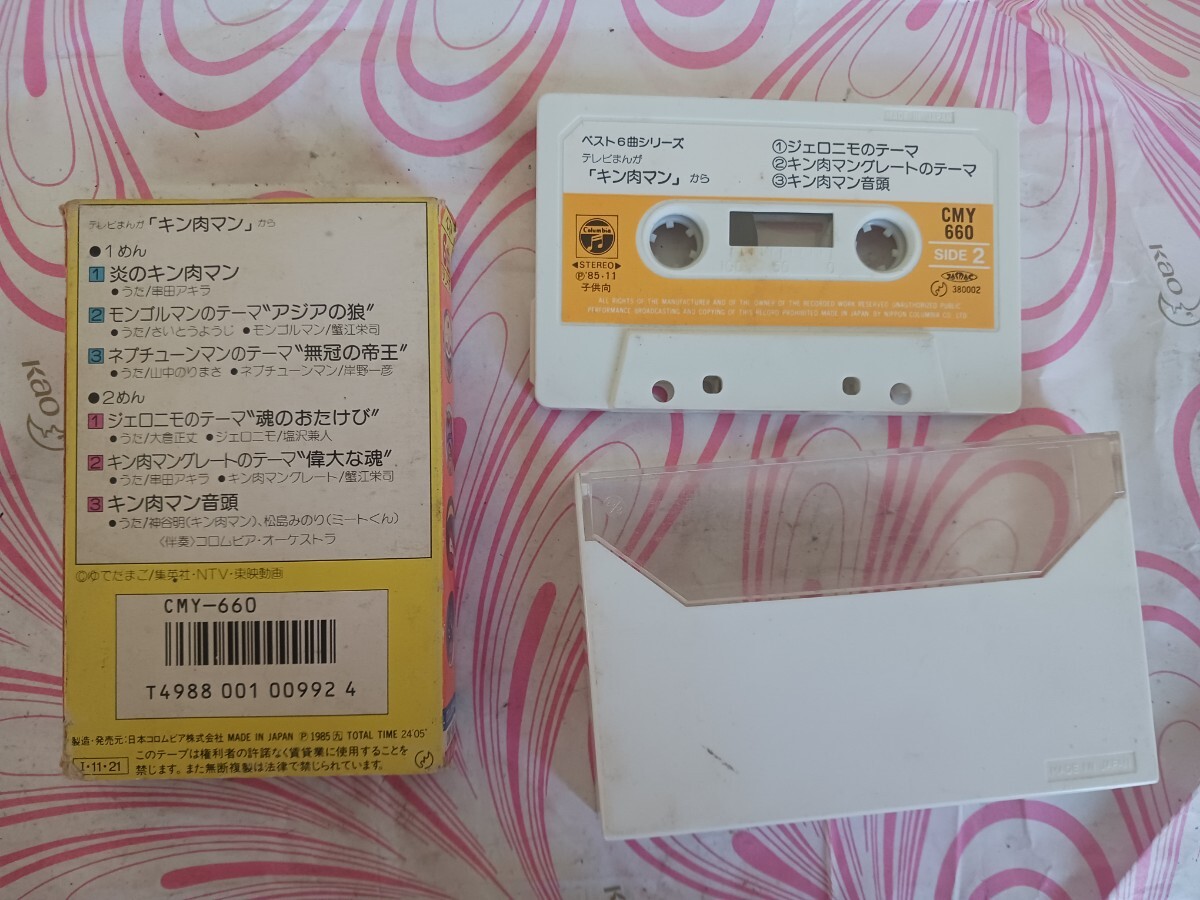 テレビまんが「キン肉マン」から
●1めん
1 炎のキン肉マン
●うた/串田アキラ
2 モンゴルマンのテーマ“アジアの狼”
●うた/さいとうようじ ●モンゴルマン/蟹江栄司
3 ネプチューンマンのテーマ“無冠の帝王”
●うた/山中のりまさ ●ネプチューンマン/岸野一彦
●2めん
1 ジェロニモのテーマ“魂のおたけび”
●うた/大倉正丈 ●ジェロニモ/塩沢兼人
2 キン肉マングレートのテーマ“偉大な魂”
●うた/串田アキラ ●キン肉マングレート/蟹江栄司
3 キン肉マン音頭
●うた/神谷明(キン肉マン)、松島みのり(ミートくん)
〈伴奏〉コロムビア・オーケストラ
©ゆでたまご/集英社・NTV・東映動画
CMY-660
T4988 001 00992 4
製造・発売元:日本コロムビア株式会社 MADE IN JAPAN Ⓟ 1985 TOTAL TIME 24'05"
I・11・21
このテープは権利者の許諾なく賃貸業に使用することを
禁じます。また無断複製は法律で禁じられています。
ベスト6曲シリーズ
テレビまんが
「キン肉マン」から
①ジェロニモのテーマ
②キン肉マングレートのテーマ
③キン肉マン音頭
Columbia
◀STEREO▶
Ⓟ'85・11
子供向
CMY
660
SIDE 2
380002
ALL RIGHTS OF THE MANUFACTURER AND OF THE OWNER OF THE RECORDED WORK RESERVED UNAUTHORIZED PUBLIC
PERFORMANCE BROADCASTING AND COPYING OF THIS RECORD PROHIBITED MADE IN JAPAN BY NIPPON COLUMBIA CO. LTD
MADE IN JAPAN
Kao
Kao
Kao